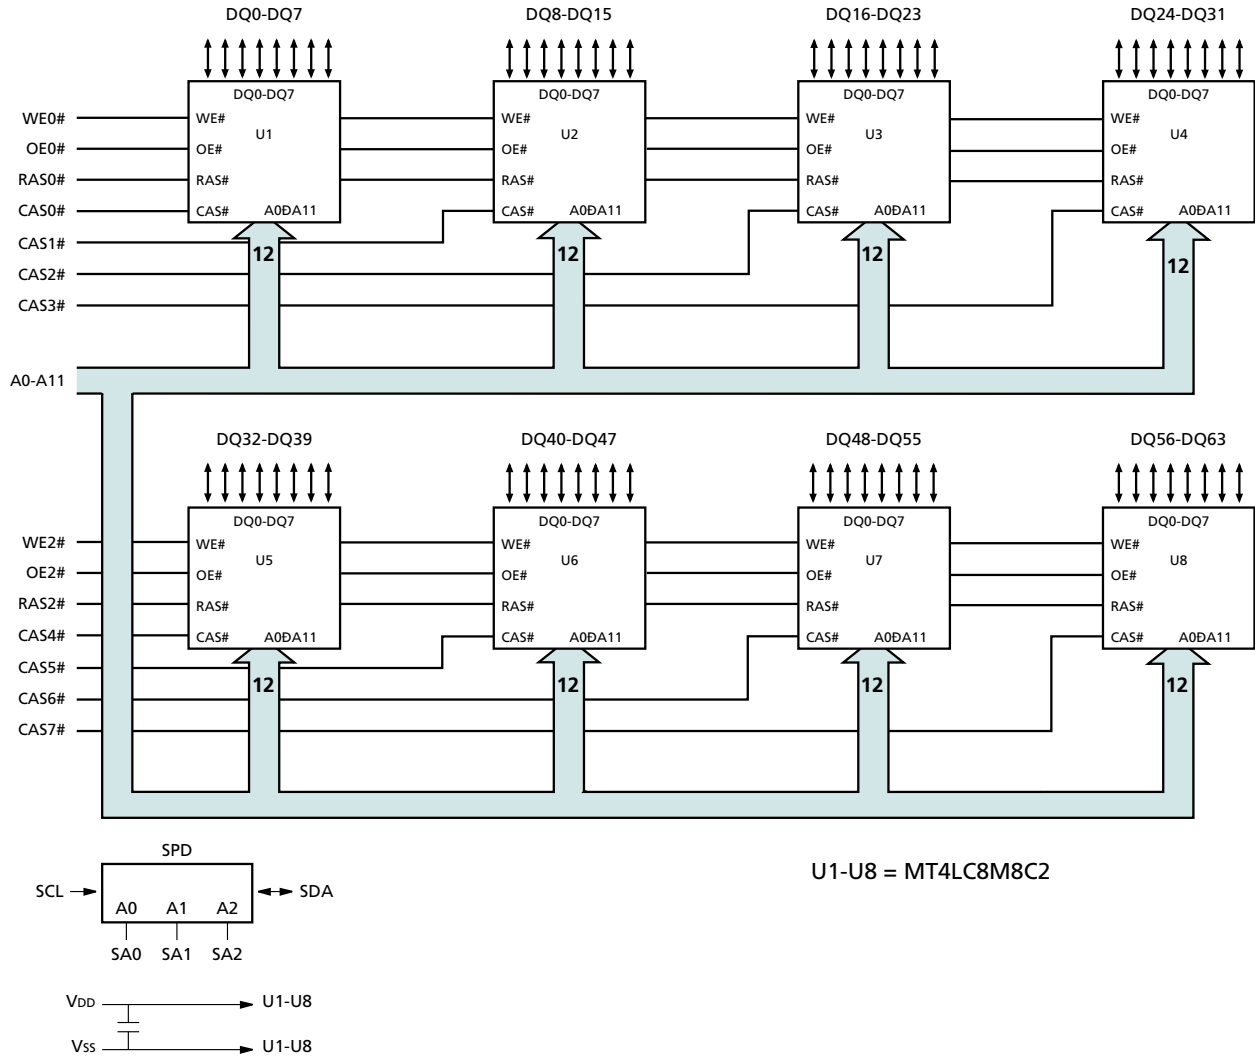 DQ0-DQ7 DQ8-DQ15 DQ16-DQ23 DQ24-DQ31
DQ0-DQ7 DQ0-DQ7 DQ0-DQ7 DQ0-DQ7
WE0# WE# WE# WE# WE#
U1 U2 U3 U4
OE0# OE# OE# OE# OE#
RAS0# RAS# RAS# RAS# RAS#
CAS0# CAS# A0ÐA11 CAS# A0ÐA11 CAS# A0ÐA11 CAS# A0ÐA11
CAS1#
12 12 12 12
CAS2#
CAS3#
A0-A11
DQ32-DQ39 DQ40-DQ47 DQ48-DQ55 DQ56-DQ63
DQ0-DQ7 DQ0-DQ7 DQ0-DQ7 DQ0-DQ7
WE2# WE# WE# WE# WE#
U5 U6 U7 U8
OE2# OE# OE# OE# OE#
RAS2# RAS# RAS# RAS# RAS#
CAS4# CAS# A0ÐA11 CAS# A0ÐA11 CAS# A0ÐA11 CAS# A0ÐA11
CAS5#
12 12 12 12
CAS6#
CAS7#
SPD
U1-U8 = MT4LC8M8C2
SCL SDA
A0 A1 A2
SA0 SA1 SA2
VDD U1-U8
VSS U1-U8